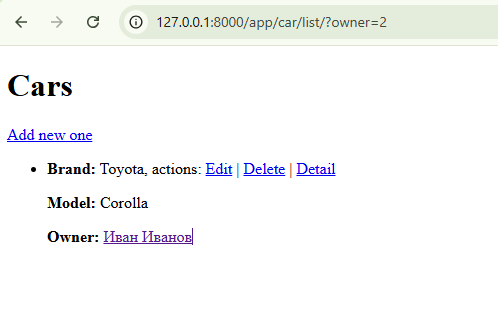 127.0.0.1:8000/app/car/list/?owner=2
Cars
Add new one
Brand: Toyota, actions: Edit | Delete | Detail
Model: Corolla
Owner: Иван Иванов